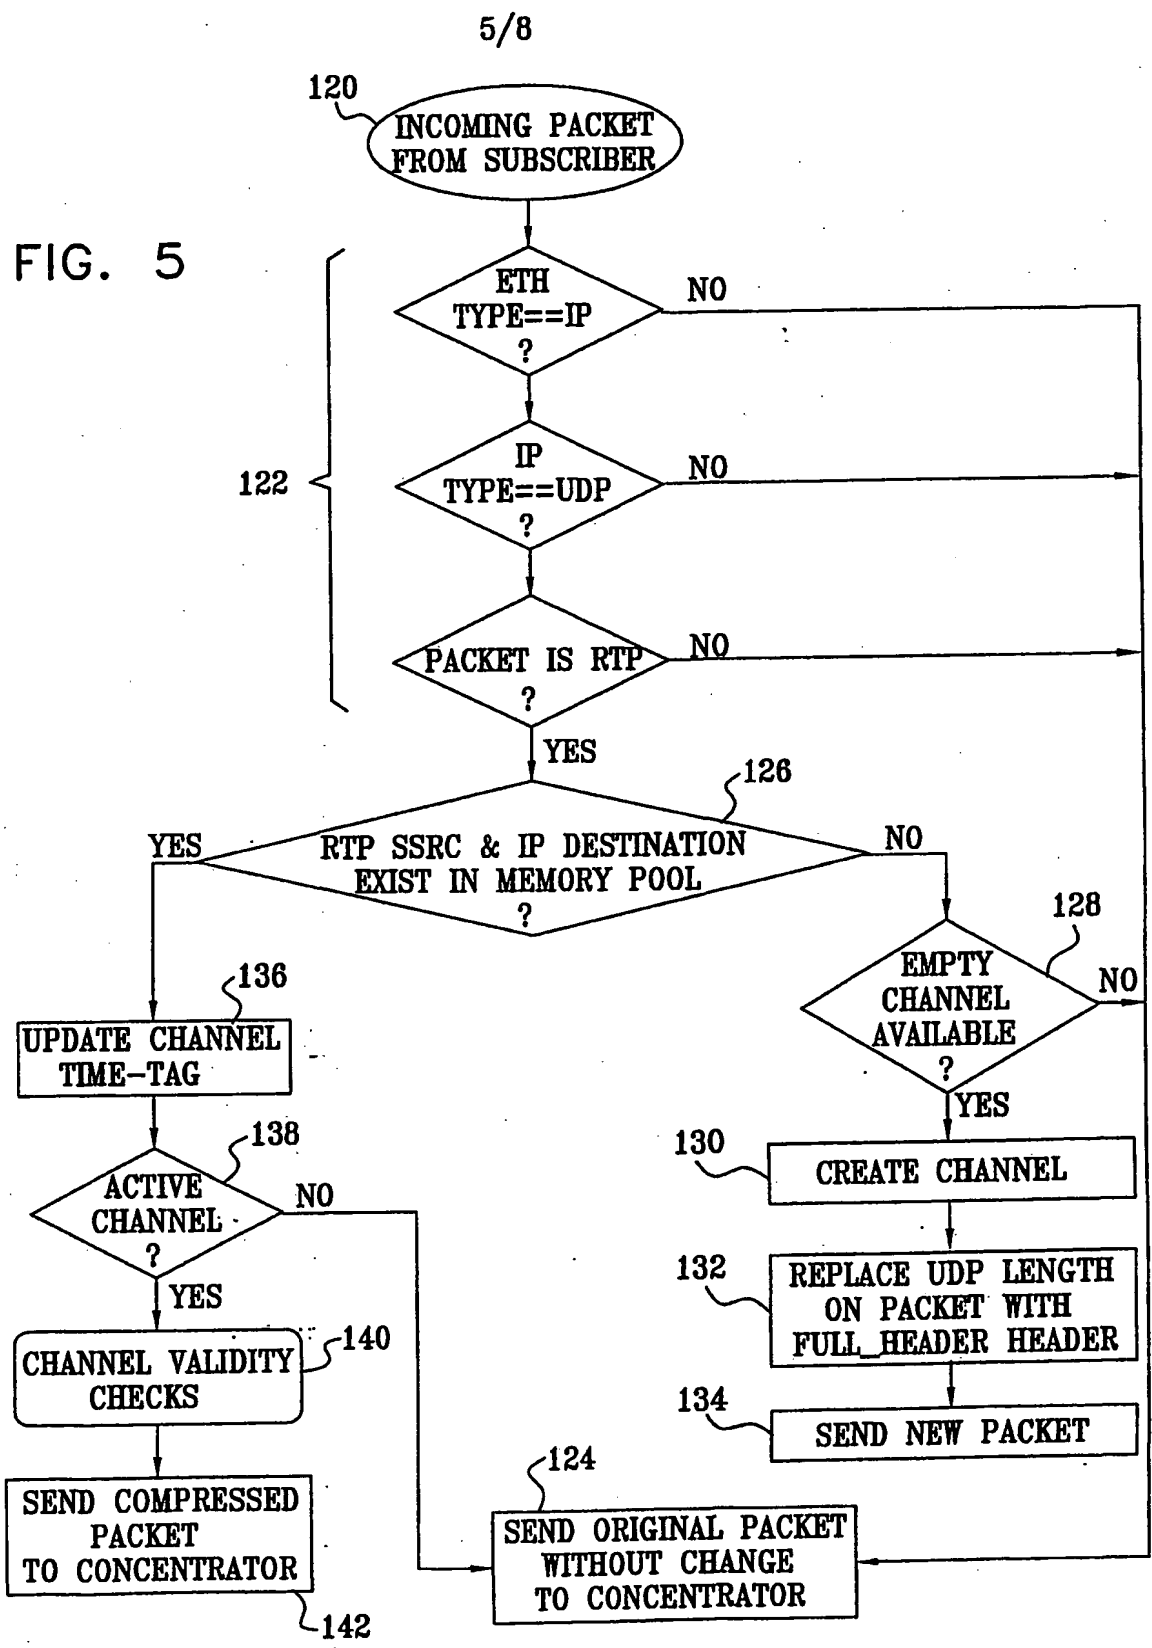 5/8
120
INCOMING PACKET
FROM SUBSCRIBER
FIG. 5
ETH
TYPE==IP
?
NO
122
IP
TYPE==UDP
?
NO
PACKET IS RTP
?
NO
YES
126
RTP SSRC & IP DESTINATION
EXIST IN MEMORY POOL
?
YES
NO
128
EMPTY
CHANNEL
AVAILABLE
?
NO
YES
136
UPDATE CHANNEL
TIME-TAG
138
ACTIVE
CHANNEL
?
NO
YES
130
CREATE CHANNEL
132
REPLACE UDP LENGTH
ON PACKET WITH
FULL_HEADER HEADER
140
CHANNEL VALIDITY
CHECKS
134
SEND NEW PACKET
124
SEND ORIGINAL PACKET
WITHOUT CHANGE
TO CONCENTRATOR
SEND COMPRESSED
PACKET
TO CONCENTRATOR
142